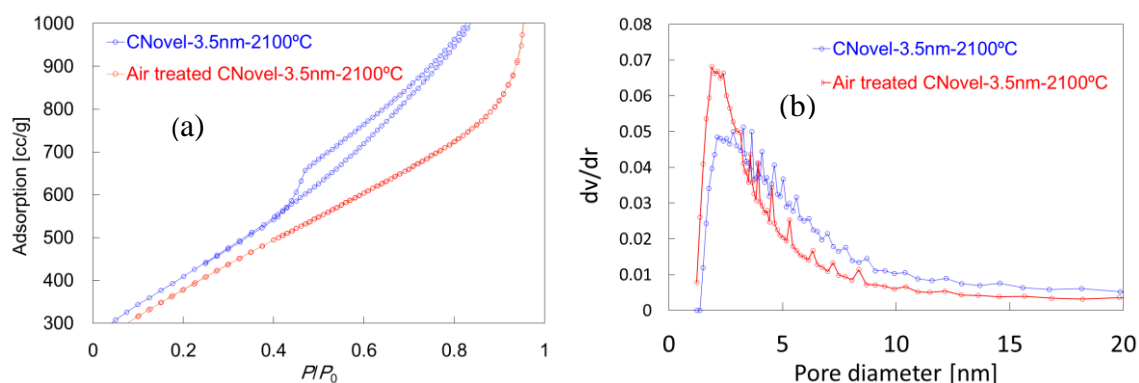 1000
900
800
700
600
500
400
300
Adsorption [cc/g]
CNovel-3.5nm-2100ºC
Air treated CNovel-3.5nm-2100ºC
(a)
0
0.2
0.4
0.6
0.8
1
P/P0
0.08
0.07
0.06
0.05
0.04
0.03
0.02
0.01
0
dv/dr
(b)
CNovel-3.5nm-2100ºC
Air treated CNovel-3.5nm-2100ºC
0
5
10
15
20
Pore diameter [nm]